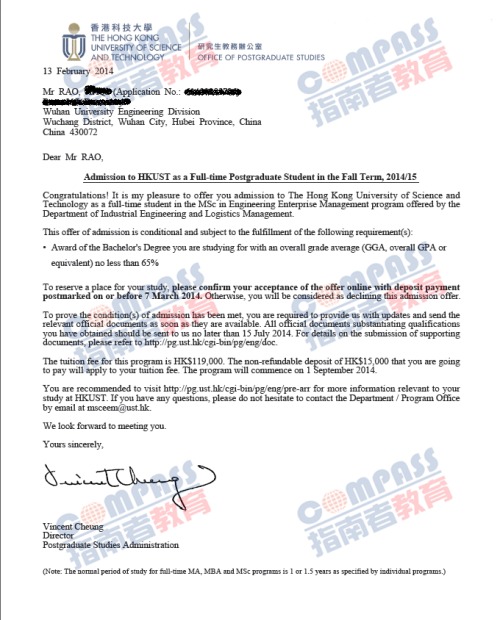 香港科技大學
THE HONG KONG
UNIVERSITY OF SCIENCE
AND TECHNOLOGY
研究生教務辦公室
OFFICE OF POSTGRADUATE STUDIES
COMPASS
指南者教育
13 February 2014
Mr RAO, (Application No.:
Wuhan University Engineering Division
Wuchang District, Wuhan City, Hubei Province, China
China 430072
COMPASS
指南者教育
Dear Mr RAO,
Admission to HKUST as a Full-time Postgraduate Student in the Fall Term, 2014/15
Congratulations! It is my pleasure to offer you admission to The Hong Kong University of Science and
Technology as a full-time student in the MSc in Engineering Enterprise Management program offered by the
Department of Industrial Engineering and Logistics Management.
This offer of admission is conditional and subject to the fulfillment of the following requirement(s):
• Award of the Bachelor's Degree you are studying for with an overall grade average (GGA, overall GPA or
equivalent) no less than 65%
To reserve a place for your study, please confirm your acceptance of the offer online with deposit payment
postmarked on or before 7 March 2014. Otherwise, you will be considered as declining this admission offer.
To prove the condition(s) of admission has been met, you are required to provide us with updates and send the
relevant official documents as soon as they are available. All official documents substantiating qualifications
you have obtained should be sent to us no later than 15 July 2014. For details on the submission of supporting
documents, please refer to http://pg.ust.hk/cgi-bin/pg/eng/doc.
The tuition fee for this program is HK$119,000. The non-refundable deposit of HK$15,000 that you are going
to pay will apply to your tuition fee. The program will commence on 1 September 2014.
You are recommended to visit http://pg.ust.hk/cgi-bin/pg/eng/pre-arr for more information relevant to your
study at HKUST. If you have any questions, please do not hesitate to contact the Department / Program Office
by email at msceem@ust.hk.
We look forward to meeting you.
Yours sincerely,
Vincent Cheung
COMPASS
指南者教育
COMPASS
指南者教育
Vincent Cheung
Director
Postgraduate Studies Administration
(Note: The normal period of study for full-time MA, MBA and MSc programs is 1 or 1.5 years as specified by individual programs.)